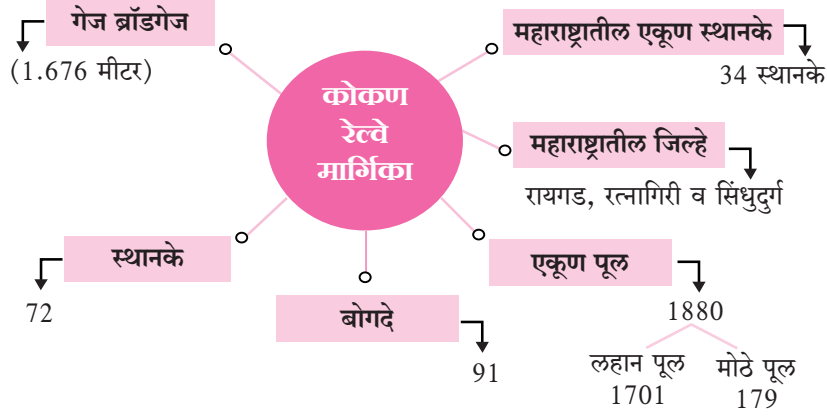 गेज ब्रॉडगेज
(1.676 मीटर)
महाराष्ट्रातील एकूण स्थानके
34 स्थानके
कोकण
रेल्वे
मार्गिका
महाराष्ट्रातील जिल्हे
रायगड, रत्नागिरी व सिंधुदुर्ग
स्थानके
72
बोगदे
91
एकूण पूल
1880
लहान पूल
1701
मोठे पूल
179